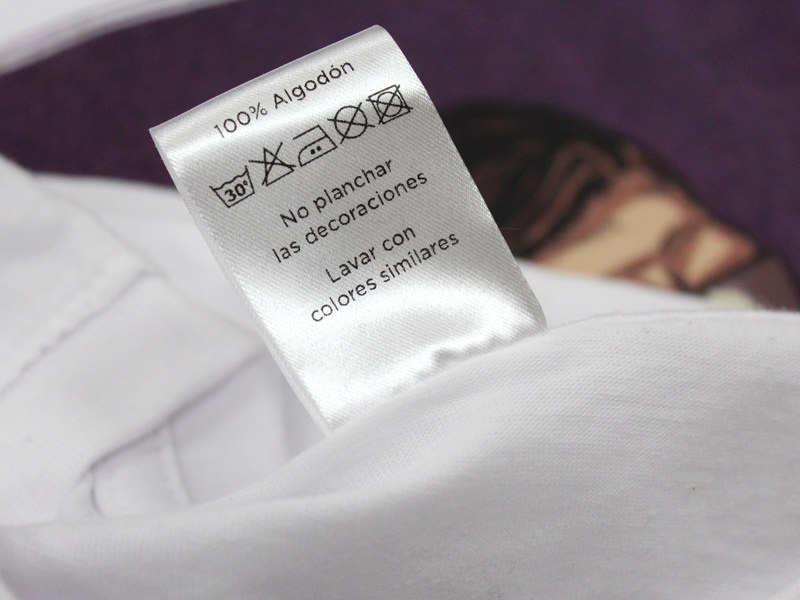 100% Algodón
30°
No planchar
las decoraciones
Lavar con
colores similares